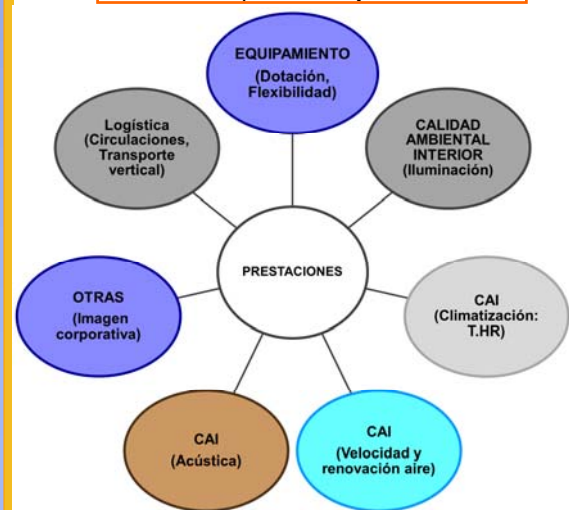 EQUIPAMIENTO
(Dotación,
Flexibilidad)
Logística
(Circulaciones,
Transporte
vertical)
CALIDAD
AMBIENTAL
INTERIOR
(Iluminación)
PRESTACIONES
OTRAS
(Imagen
corporativa)
CAI
(Climatización:
T.HR)
CAI
(Acústica)
CAI
(Velocidad y
renovación aire)